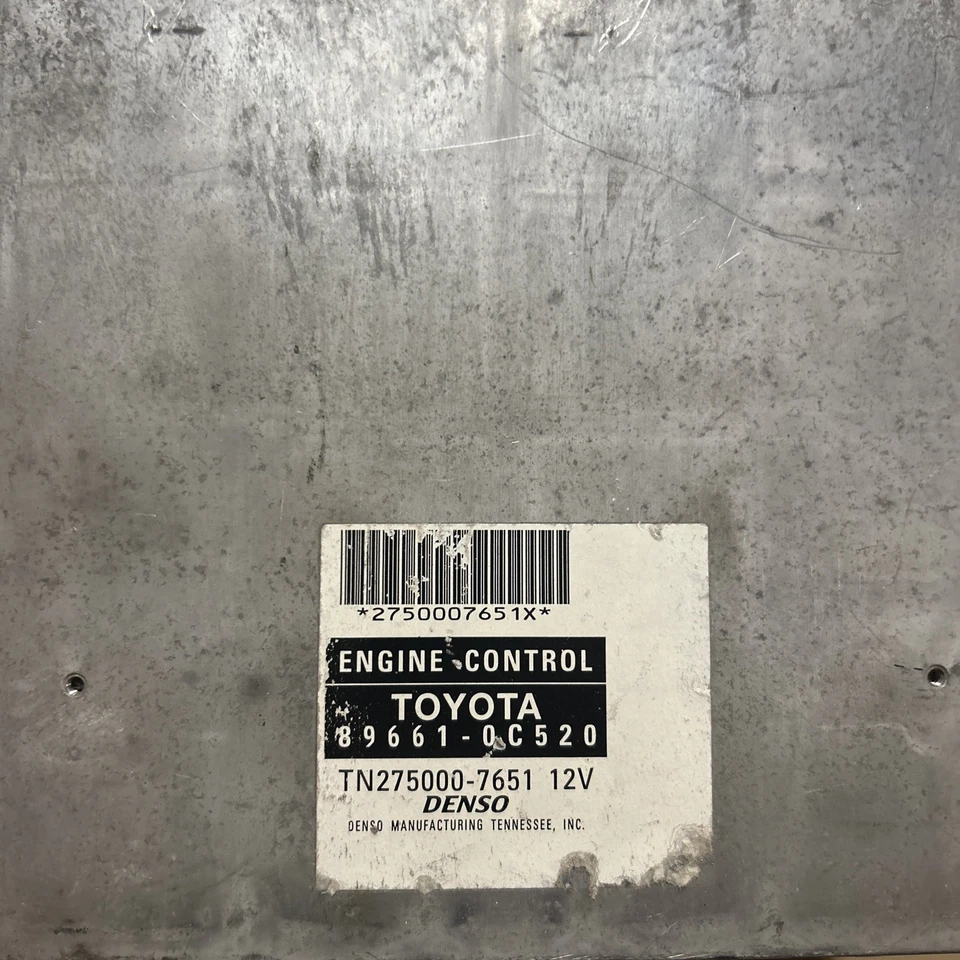 *2750007651X*
ENGINE CONTROL
TOYOTA
89661-0C520
TN275000-7651 12V
DENSO
DENSO MANUFACTURING TENNESSEE, INC.